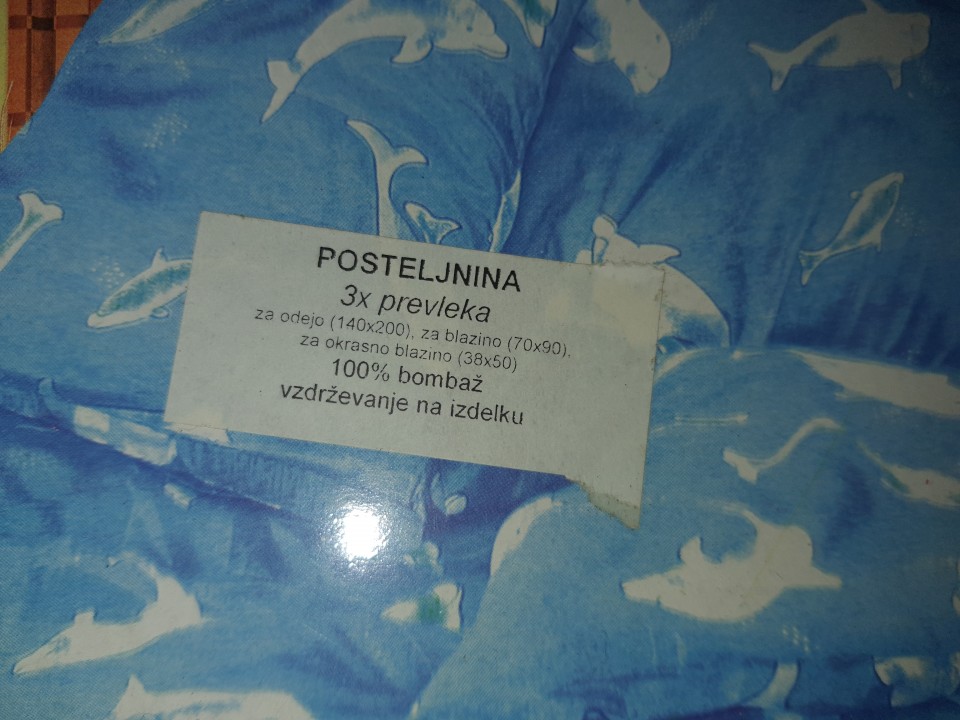 POSTELJNINA
3x prevleka
za odejo (140x200), za blazino (70x90),
za okrasno blazino (38x50)
100% bombaž
vzdrževanje na izdelku